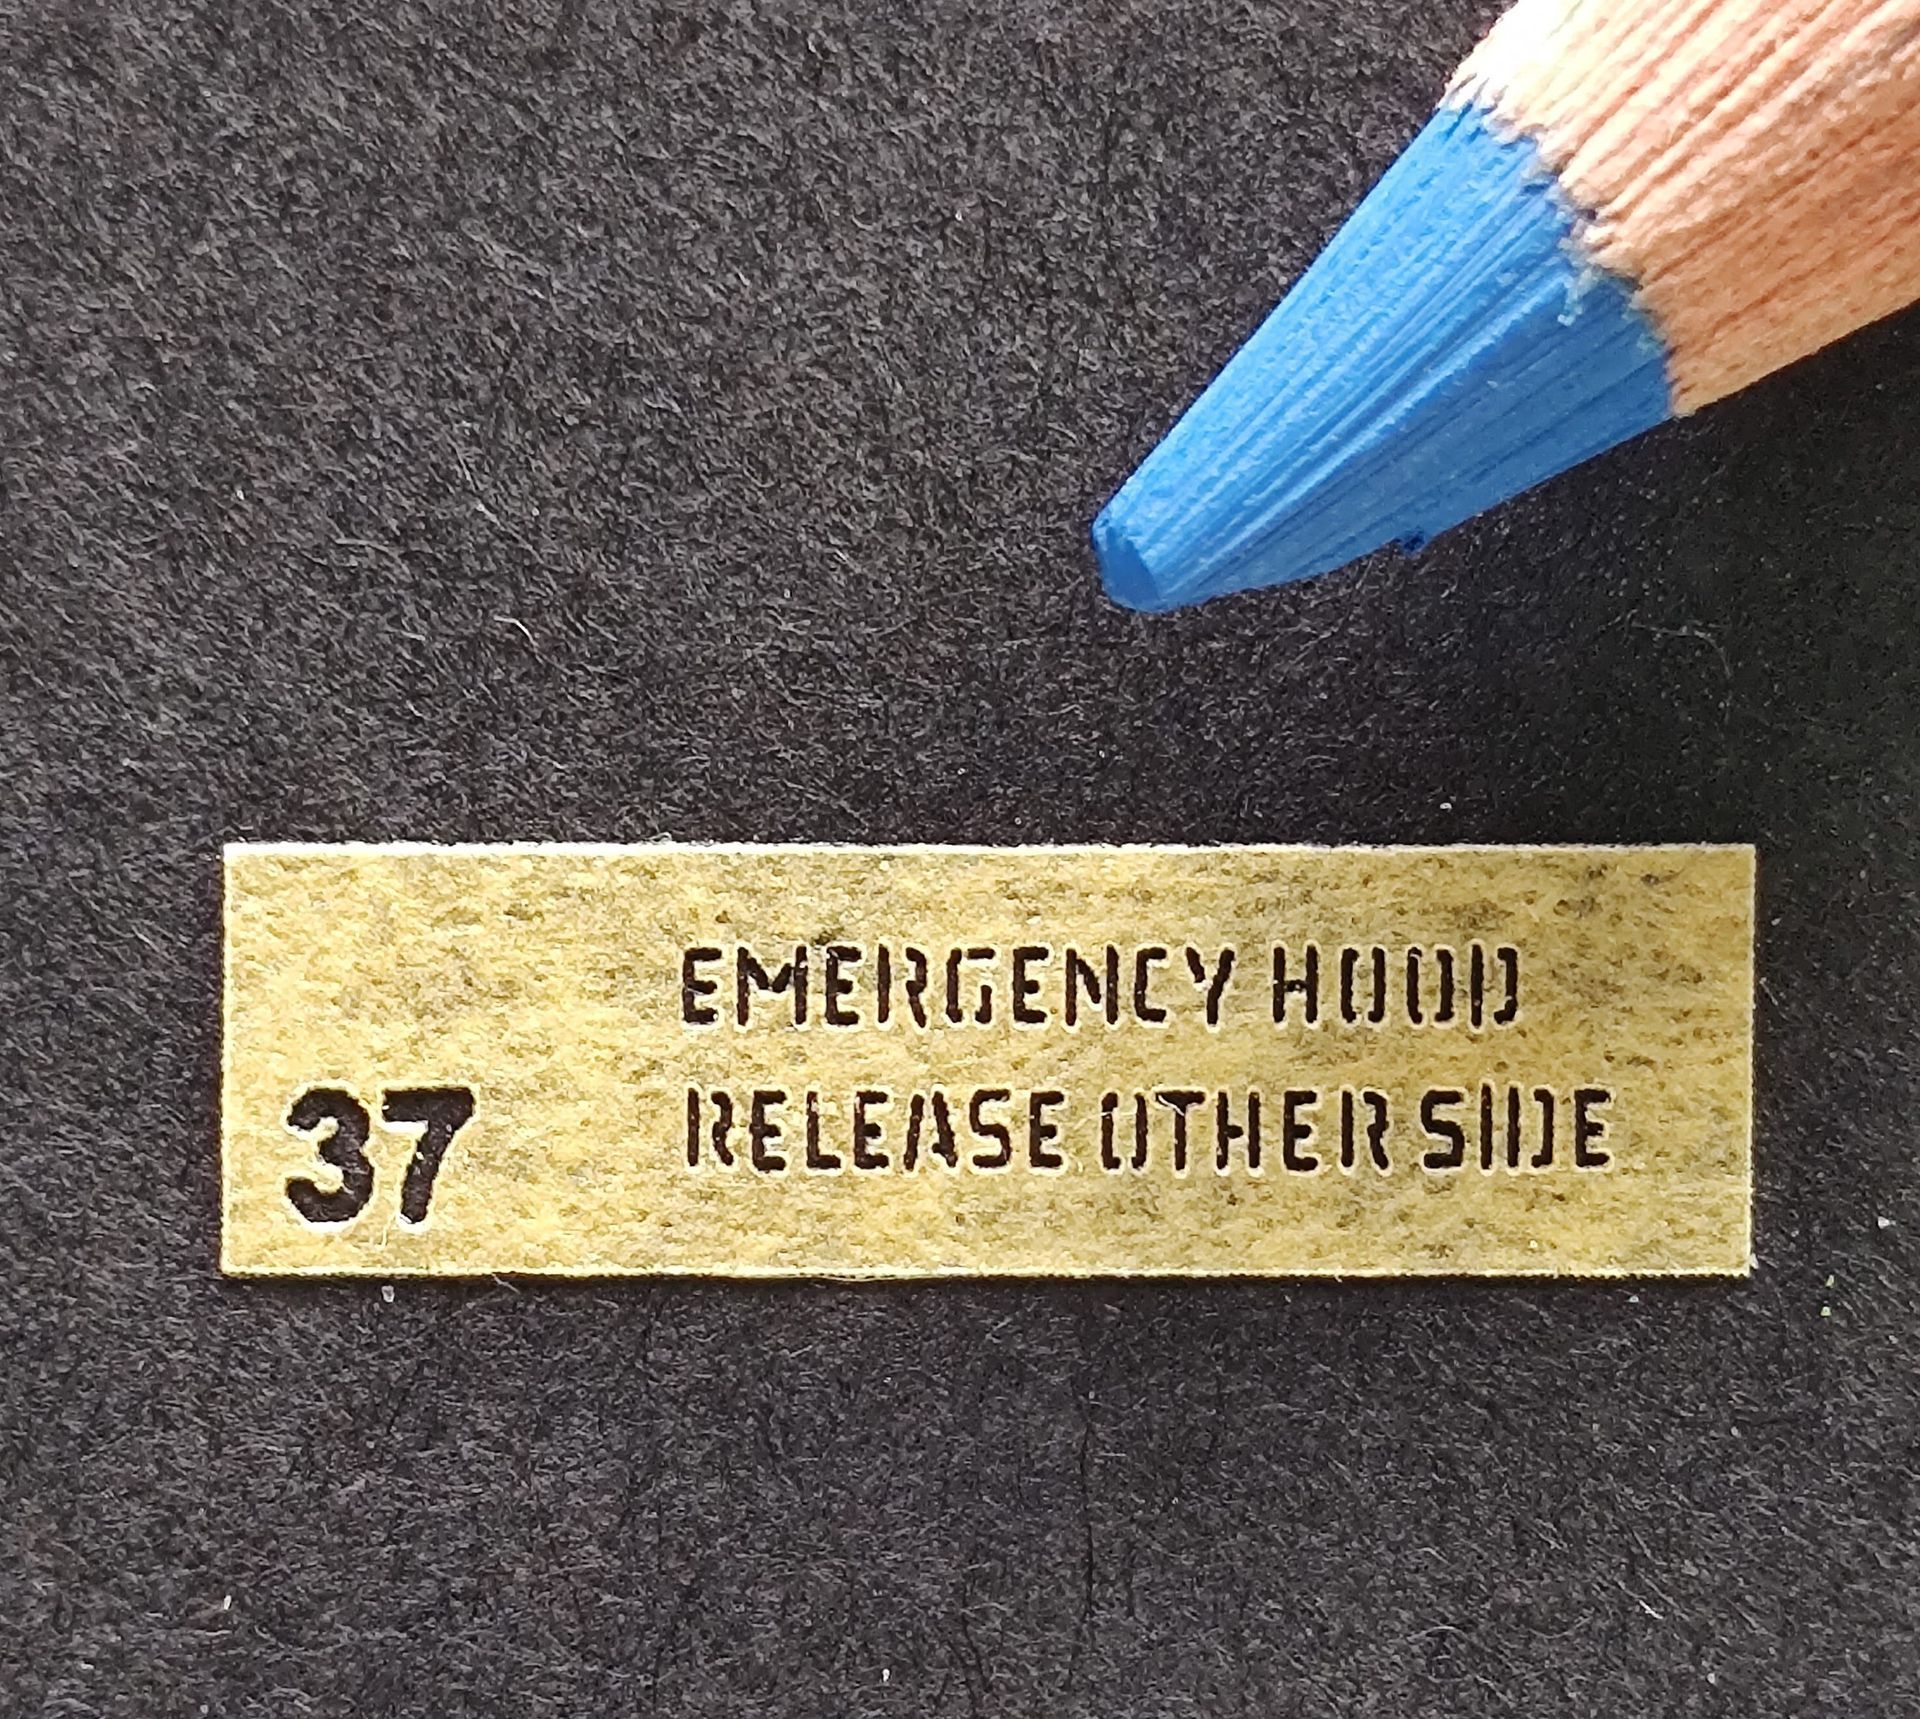 EMERGENCY HOOD
RELEASE OTHER SIDE
37